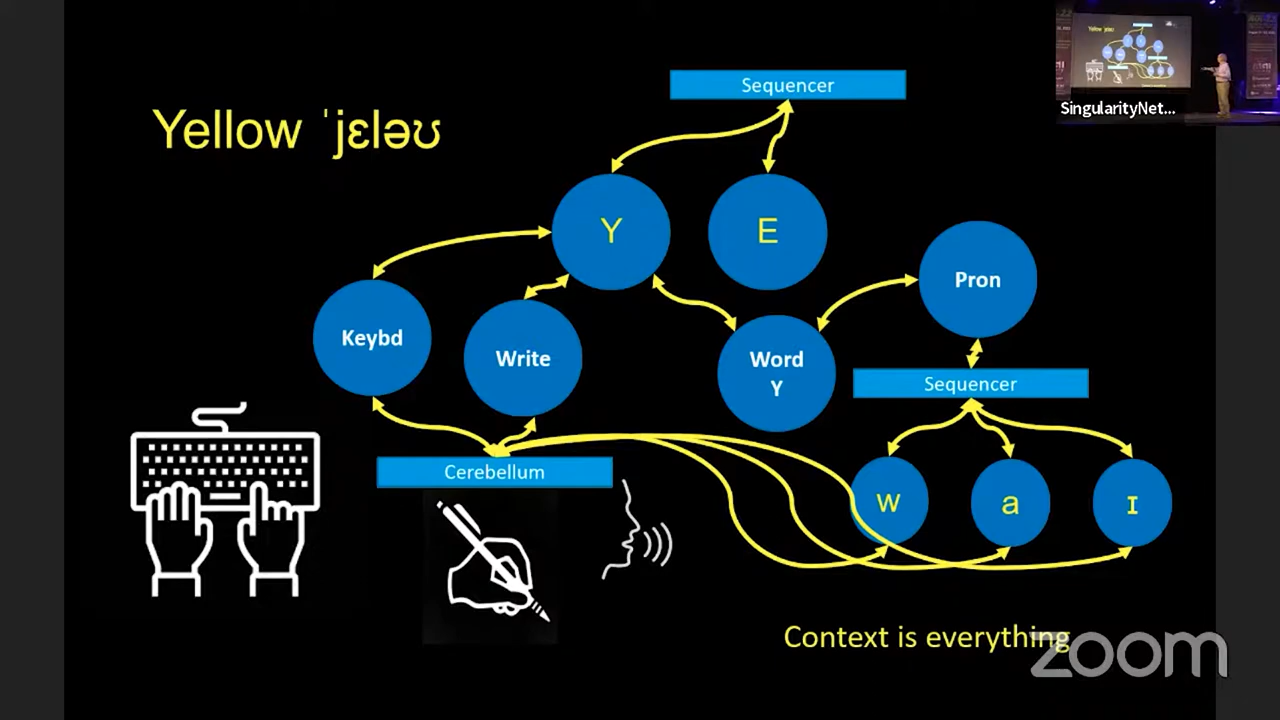 Yellow ˈjɛləʊ
Sequencer
Y
E
Keybd
Write
Word
Y
Pron
Sequencer
Cerebellum
w
a
ɪ
Context is everything
zoom
SingularityNet...